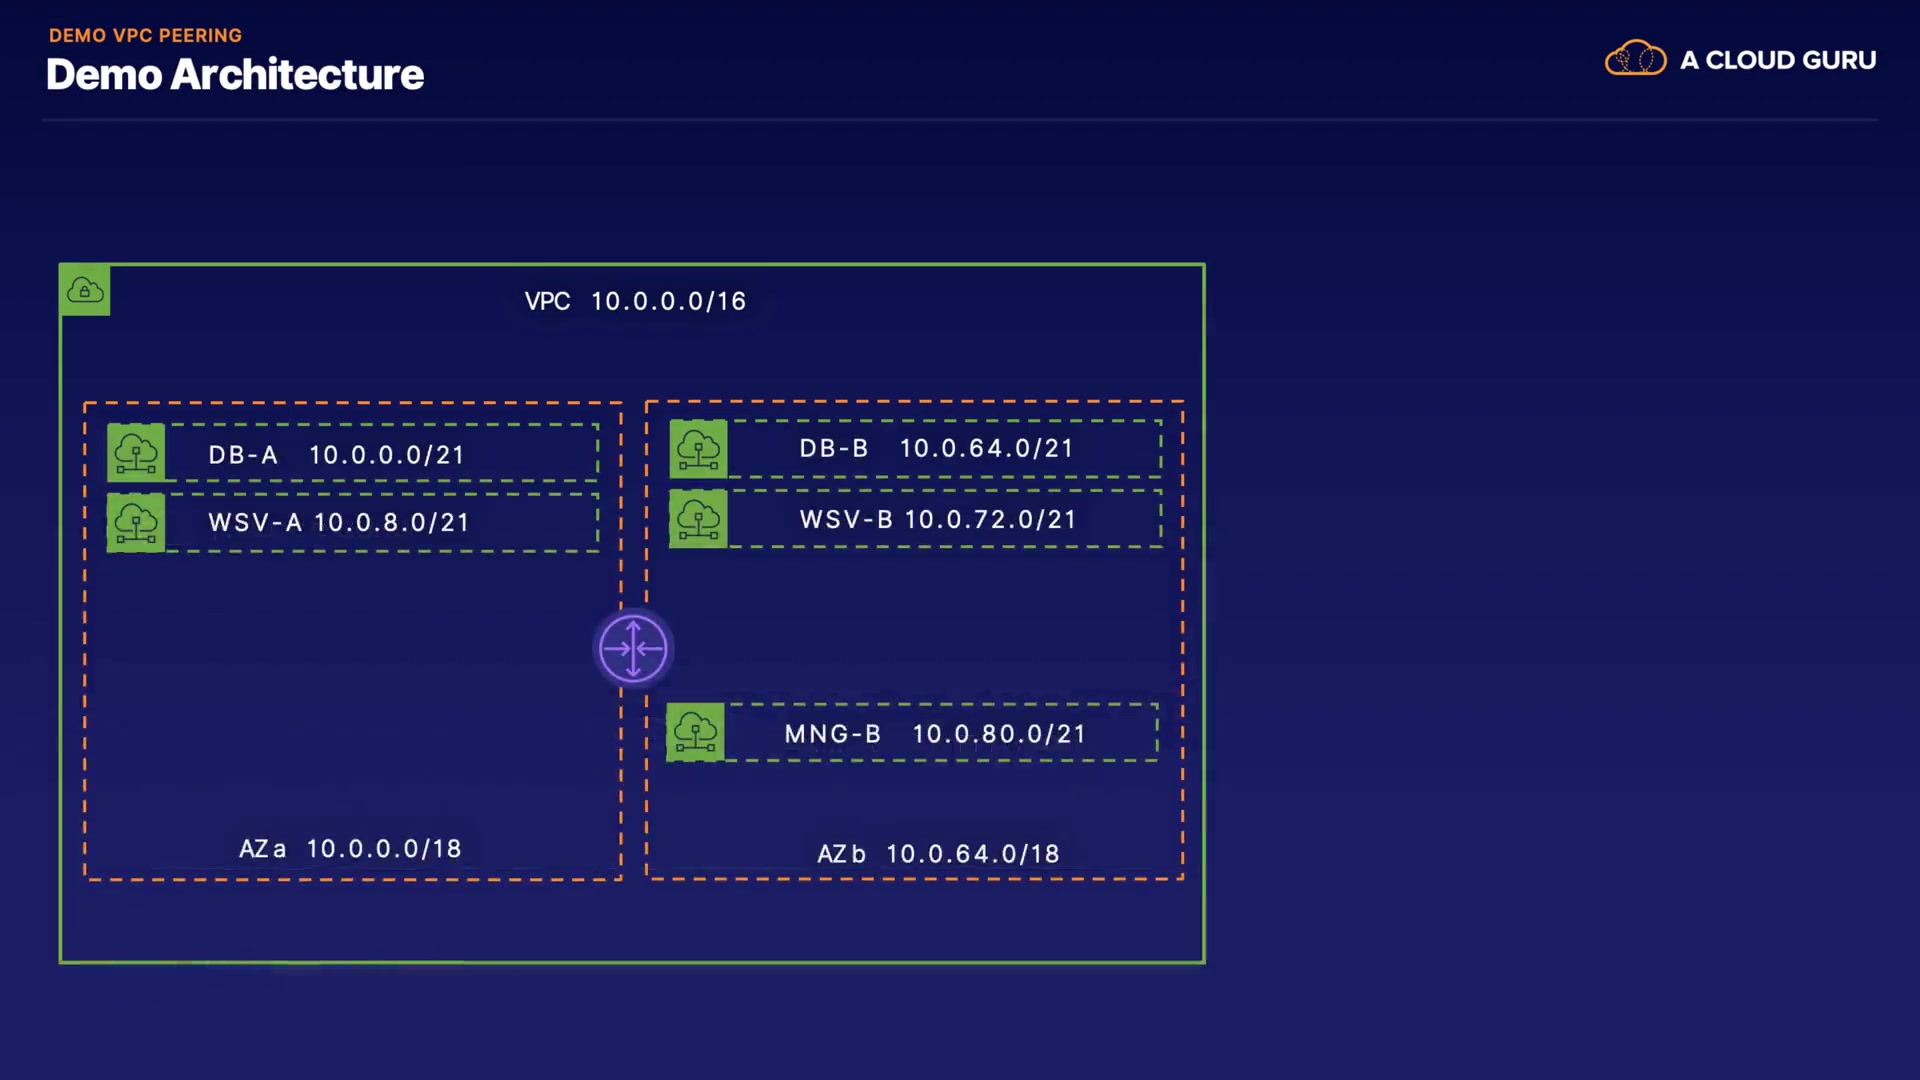 DEMO VPC PEERING
Demo Architecture
A CLOUD GURU
VPC 10.0.0.0/16
DB-A 10.0.0.0/21
WSV-A 10.0.8.0/21
AZa 10.0.0.0/18
DB-B 10.0.64.0/21
WSV-B 10.0.72.0/21
MNG-B 10.0.80.0/21
AZb 10.0.64.0/18